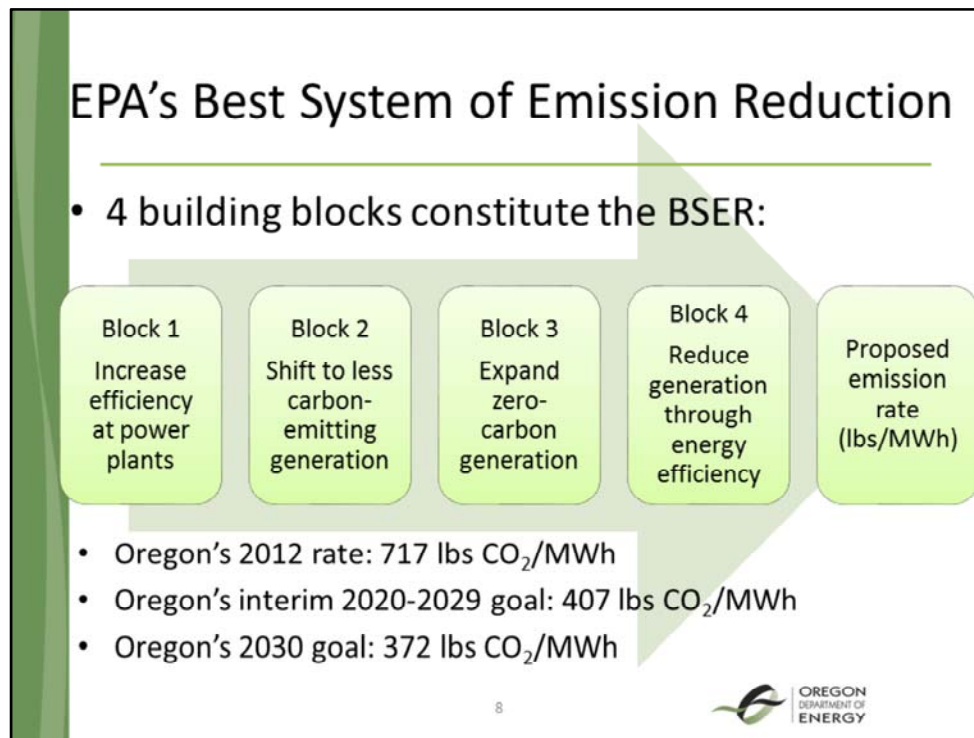 EPA's Best System of Emission Reduction
• 4 building blocks constitute the BSER:
Block 1
Increase
efficiency
at power
plants
Block 2
Shift to less
carbon-
emitting
generation
Block 3
Expand
zero-
carbon
generation
Block 4
Reduce
generation
through
energy
efficiency
Proposed
emission
rate
(lbs/MWh)
• Oregon's 2012 rate: 717 lbs CO₂/MWh
• Oregon's interim 2020-2029 goal: 407 lbs CO₂/MWh
• Oregon's 2030 goal: 372 lbs CO₂/MWh
8
OREGON
DEPARTMENT OF
ENERGY